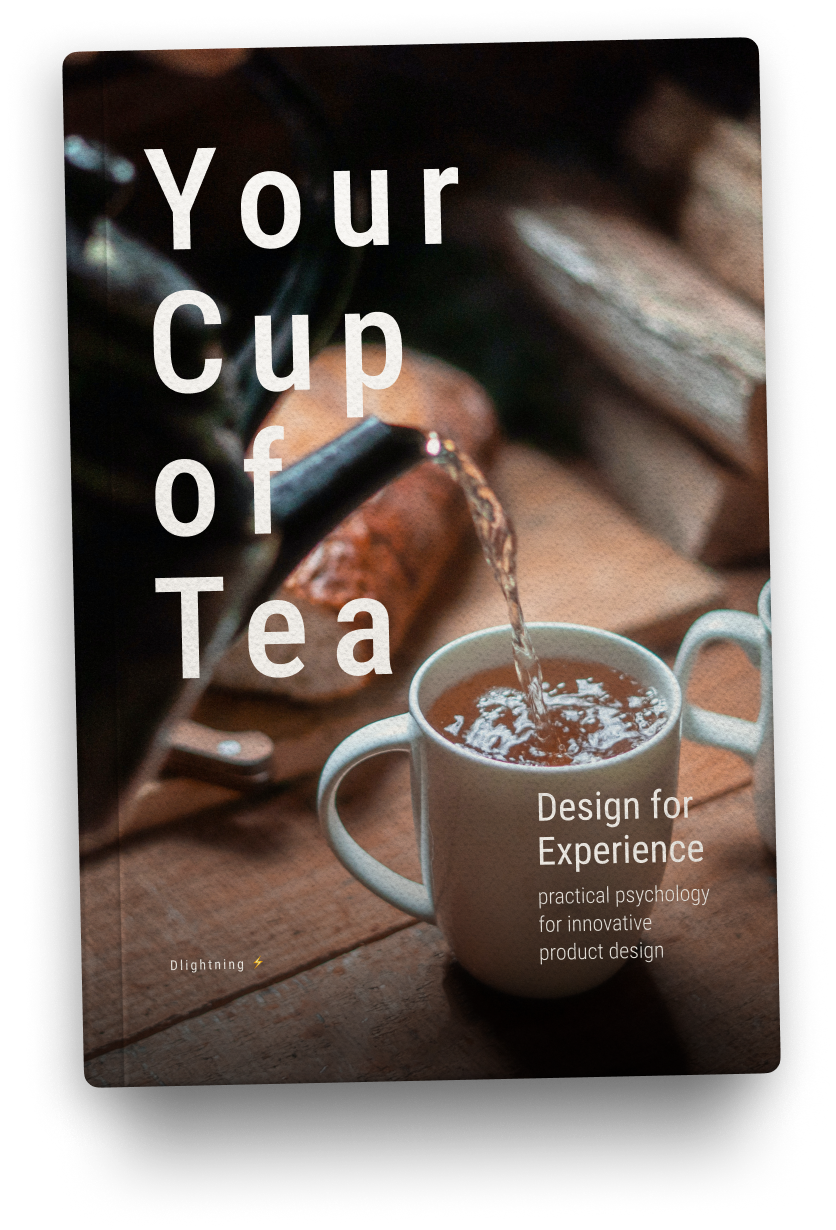 Your
Cup
of
Tea
Design for
Experience
practical psychology
for innovative
product design
Dlightning ⚡